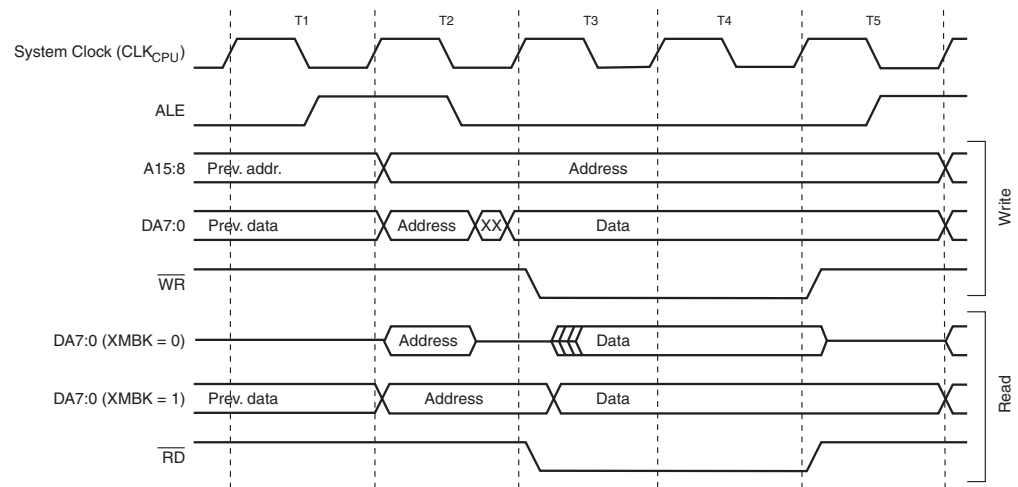 T1 T2 T3 T4 T5
System Clock (CLKCPU)
ALE
A15:8 Prev. addr. Address
DA7:0 Prev. data Address XX Data
WR
Write
DA7:0 (XMBK = 0) Address Data
DA7:0 (XMBK = 1) Prev. data Address Data
RD
Read